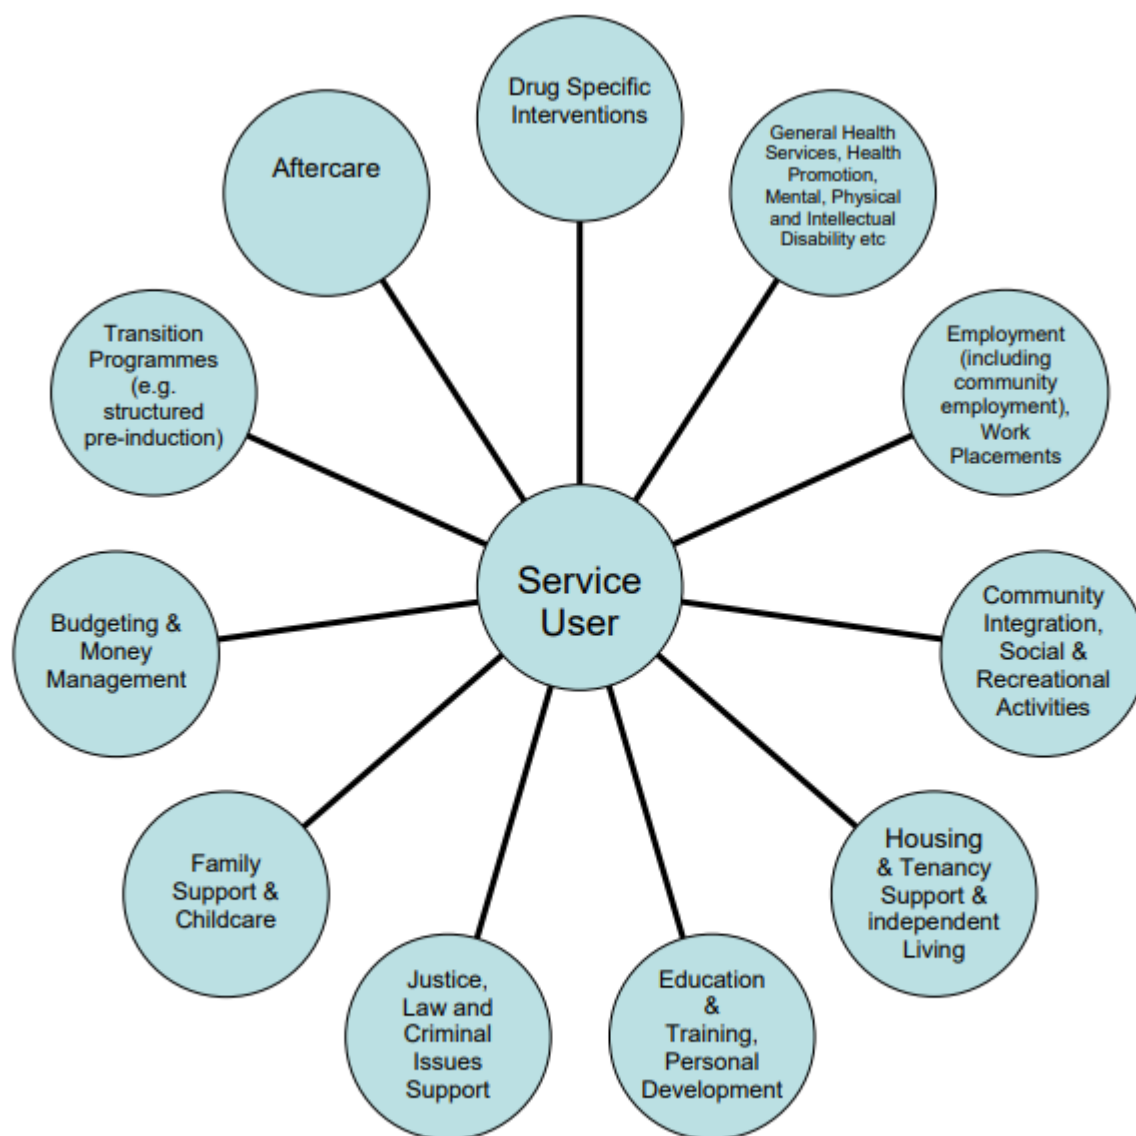 Drug Specific
Interventions
General Health
Services, Health
Promotion,
Mental, Physical
and Intellectual
Disability etc
Employment
(including
community
employment),
Work
Placements
Community
Integration,
Social &
Recreational
Activities
Housing
& Tenancy
Support &
independent
Living
Education
&
Training,
Personal
Development
Justice,
Law and
Criminal
Issues
Support
Family
Support &
Childcare
Budgeting &
Money
Management
Transition
Programmes
(e.g.
structured
pre-induction)
Aftercare
Service
User